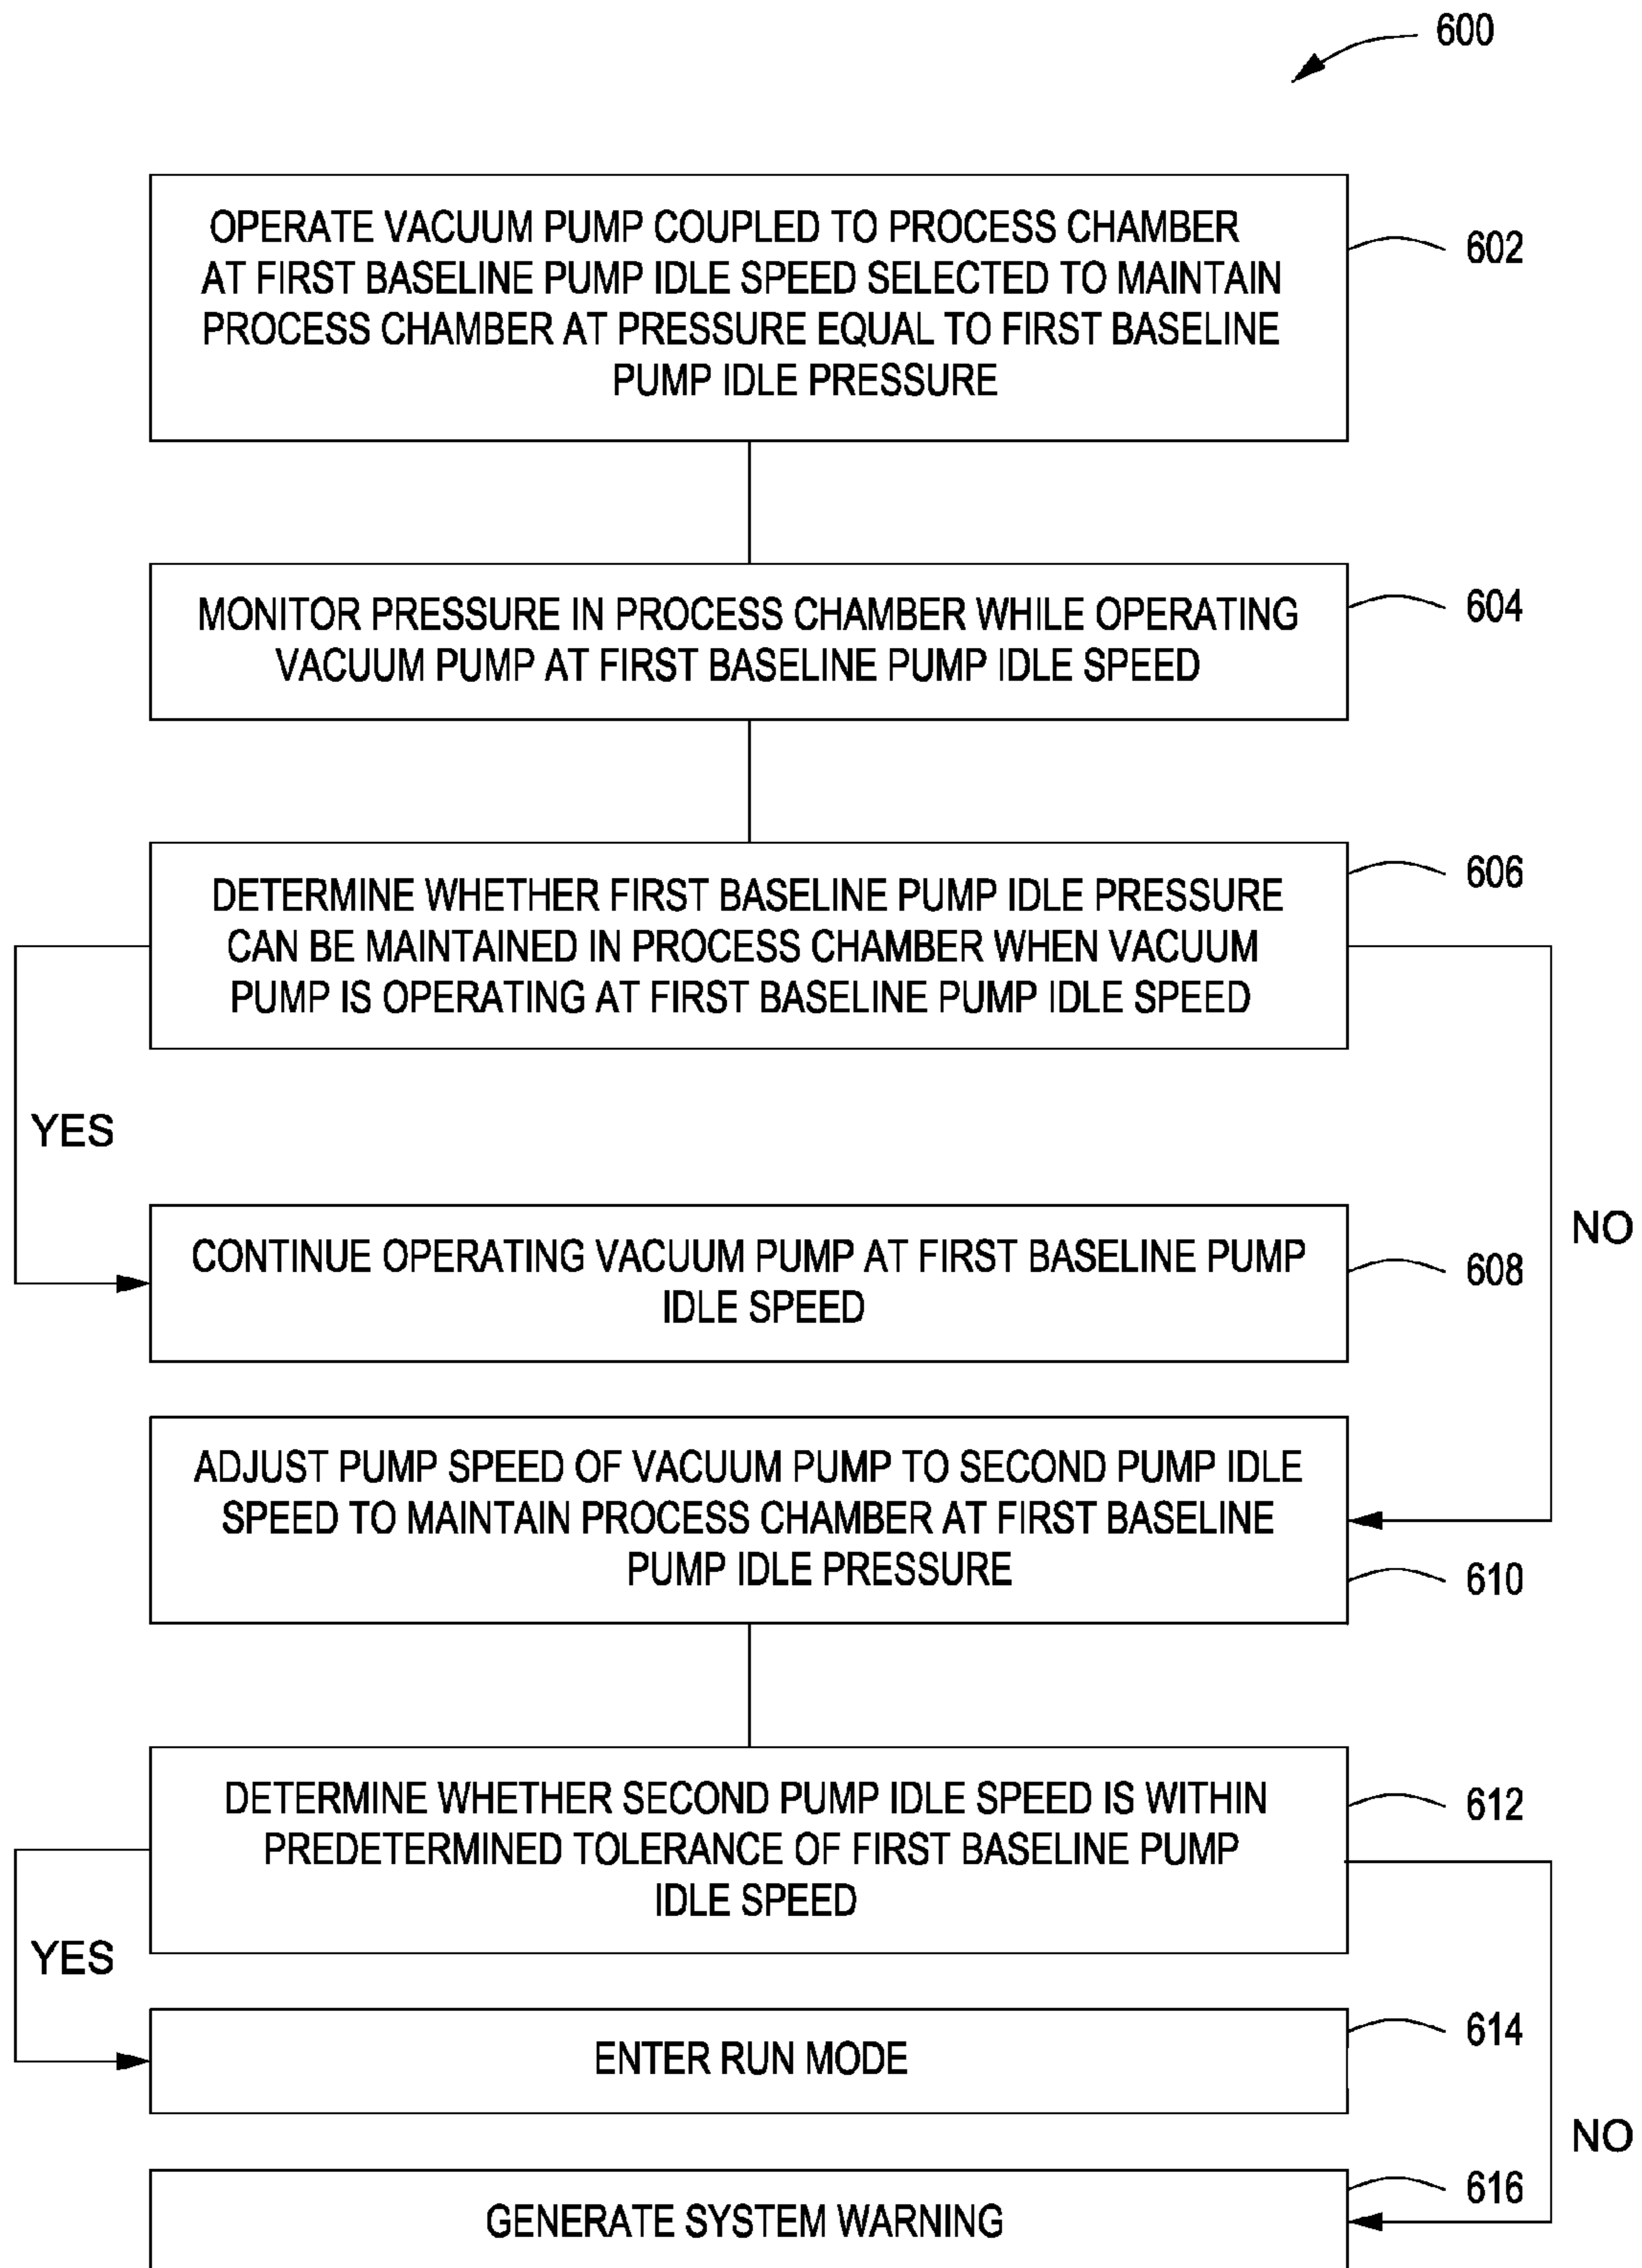 600
OPERATE VACUUM PUMP COUPLED TO PROCESS CHAMBER
AT FIRST BASELINE PUMP IDLE SPEED SELECTED TO MAINTAIN
PROCESS CHAMBER AT PRESSURE EQUAL TO FIRST BASELINE
PUMP IDLE PRESSURE
602
MONITOR PRESSURE IN PROCESS CHAMBER WHILE OPERATING
VACUUM PUMP AT FIRST BASELINE PUMP IDLE SPEED
604
DETERMINE WHETHER FIRST BASELINE PUMP IDLE PRESSURE
CAN BE MAINTAINED IN PROCESS CHAMBER WHEN VACUUM
PUMP IS OPERATING AT FIRST BASELINE PUMP IDLE SPEED
606
YES
NO
CONTINUE OPERATING VACUUM PUMP AT FIRST BASELINE PUMP
IDLE SPEED
608
ADJUST PUMP SPEED OF VACUUM PUMP TO SECOND PUMP IDLE
SPEED TO MAINTAIN PROCESS CHAMBER AT FIRST BASELINE
PUMP IDLE PRESSURE
610
DETERMINE WHETHER SECOND PUMP IDLE SPEED IS WITHIN
PREDETERMINED TOLERANCE OF FIRST BASELINE PUMP
IDLE SPEED
612
YES
ENTER RUN MODE
614
NO
GENERATE SYSTEM WARNING
616